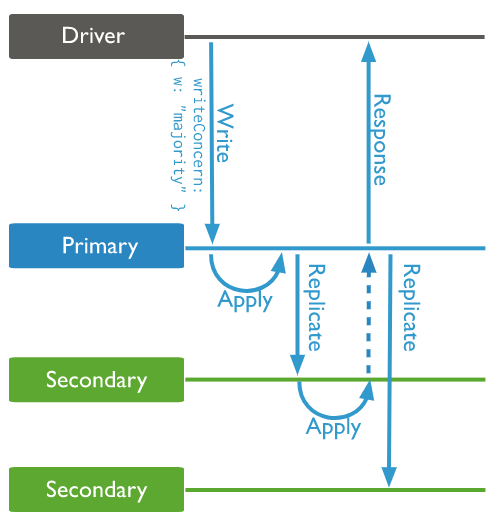 Driver
Write
writeConcern:
{ w: "majority" }
Response
Primary
Apply
Replicate
Replicate
Secondary
Apply
Secondary